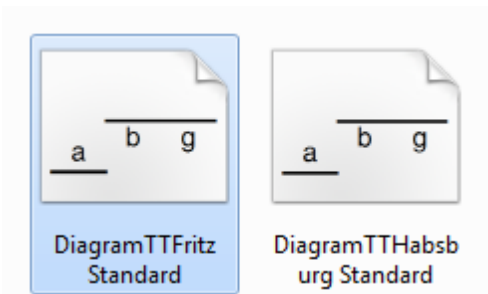 a b g
a b g
DiagramTTFritz
Standard
DiagramTTHabsb
urg Standard